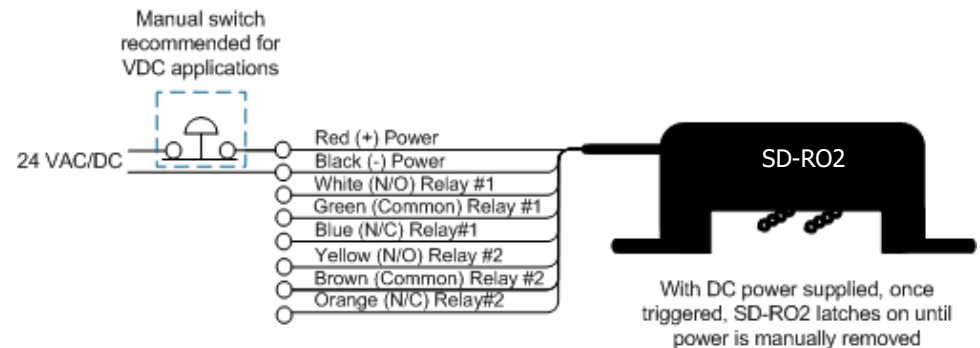 Manual switch
recommended for
VDC applications
24 VAC/DC
Red (+) Power
Black (-) Power
White (N/O) Relay #1
Green (Common) Relay #1
Blue (N/C) Relay#1
Yellow (N/O) Relay #2
Brown (Common) Relay #2
Orange (N/C) Relay#2
SD-RO2
With DC power supplied, once
triggered, SD-RO2 latches on until
power is manually removed